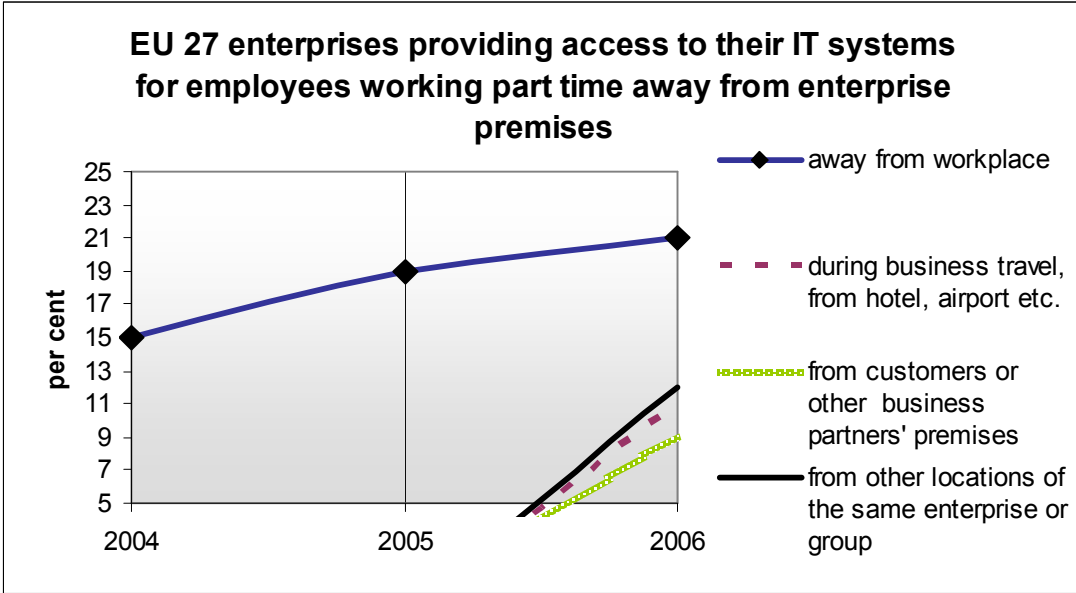 EU 27 enterprises providing access to their IT systems
for employees working part time away from enterprise
premises
per cent
25
23
21
19
17
15
13
11
9
7
5
2004
2005
2006
away from workplace
during business travel,
from hotel, airport etc.
from customers or
other business
partners' premises
from other locations of
the same enterprise or
group